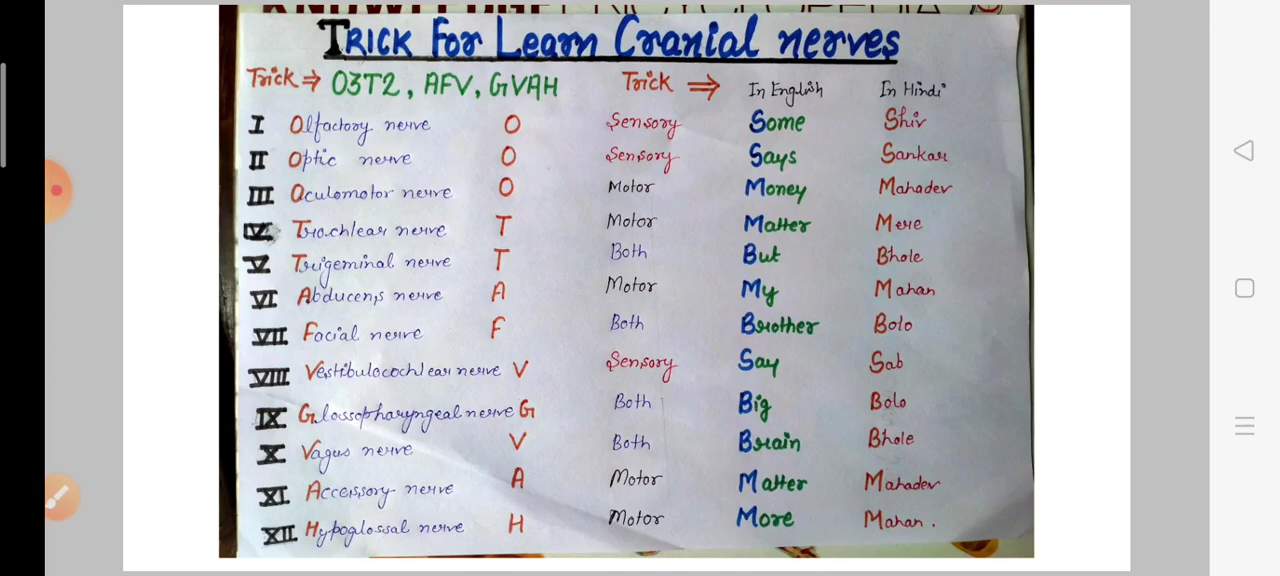 TRICK For Learn Cranial nerves
Trick ⇒ O3T2, AFV, GVAH Trick ⇒ In English In Hindi
I Olfactory nerve O Sensory Some Shiv
II Optic nerve O Sensory Says Sankar
III Oculomotor nerve O Motor Money Mahadev
IV Trochlear nerve T Motor Matter Mere
V Trigeminal nerve T Both But Bhole
VI Abducens nerve A Motor My Mahan
VII Facial nerve F Both Brother Bolo
VIII Vestibulocochlear nerve V Sensory Say Sab
IX Glossopharyngeal nerve G Both Big Bolo
X Vagus nerve V Both Brain Bhole
XI Accessory nerve A Motor Matter Mahadev
XII Hypoglossal nerve H Motor More Mahan.